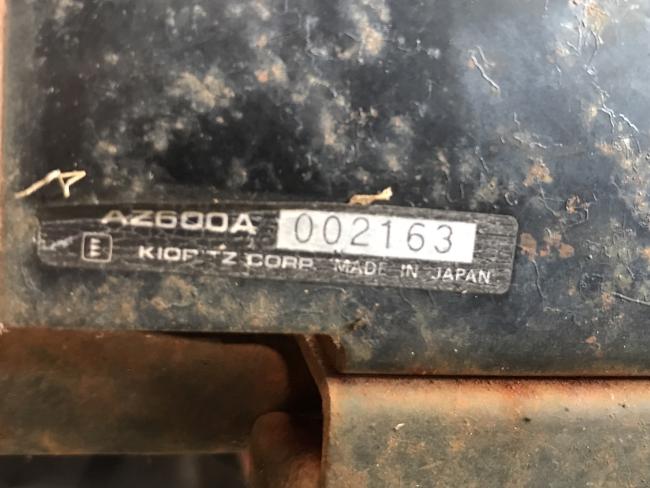 AZ600A 002163
E KIORITZ CORP. MADE IN JAPAN